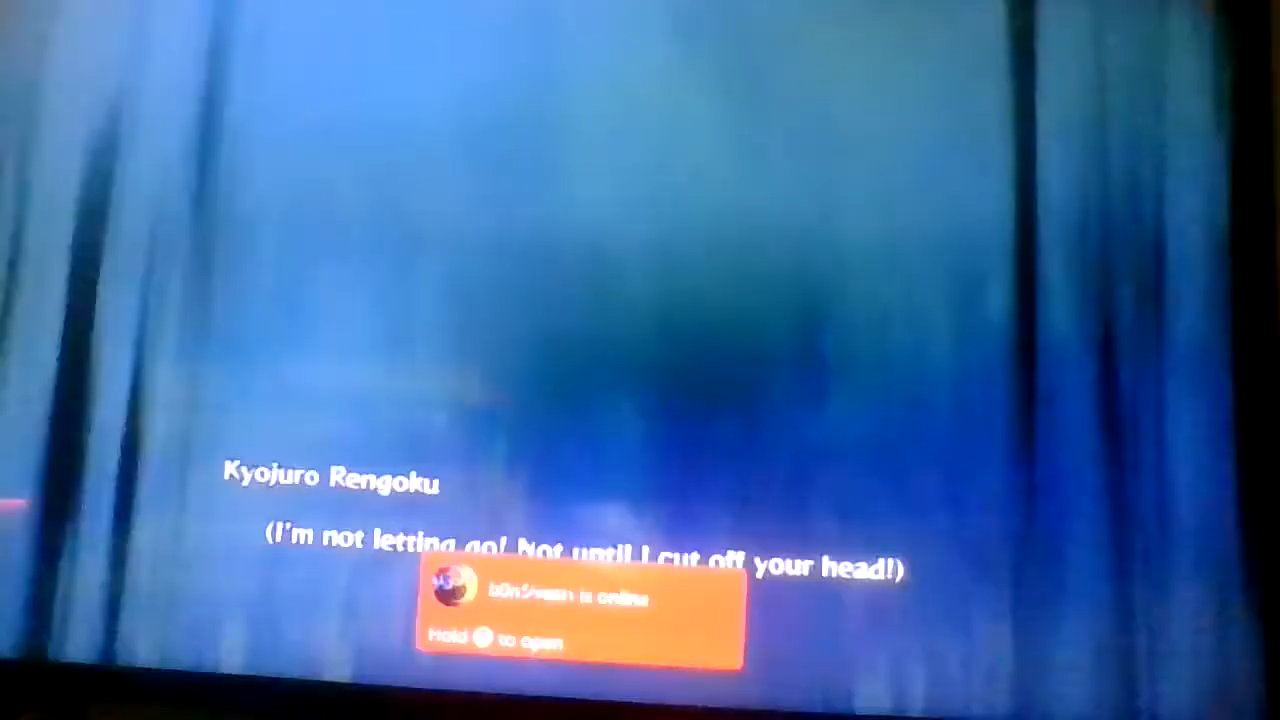 Kyojuro Rengoku
(I'm not letting go! Not until I cut off your head!)
is online
Hold to open